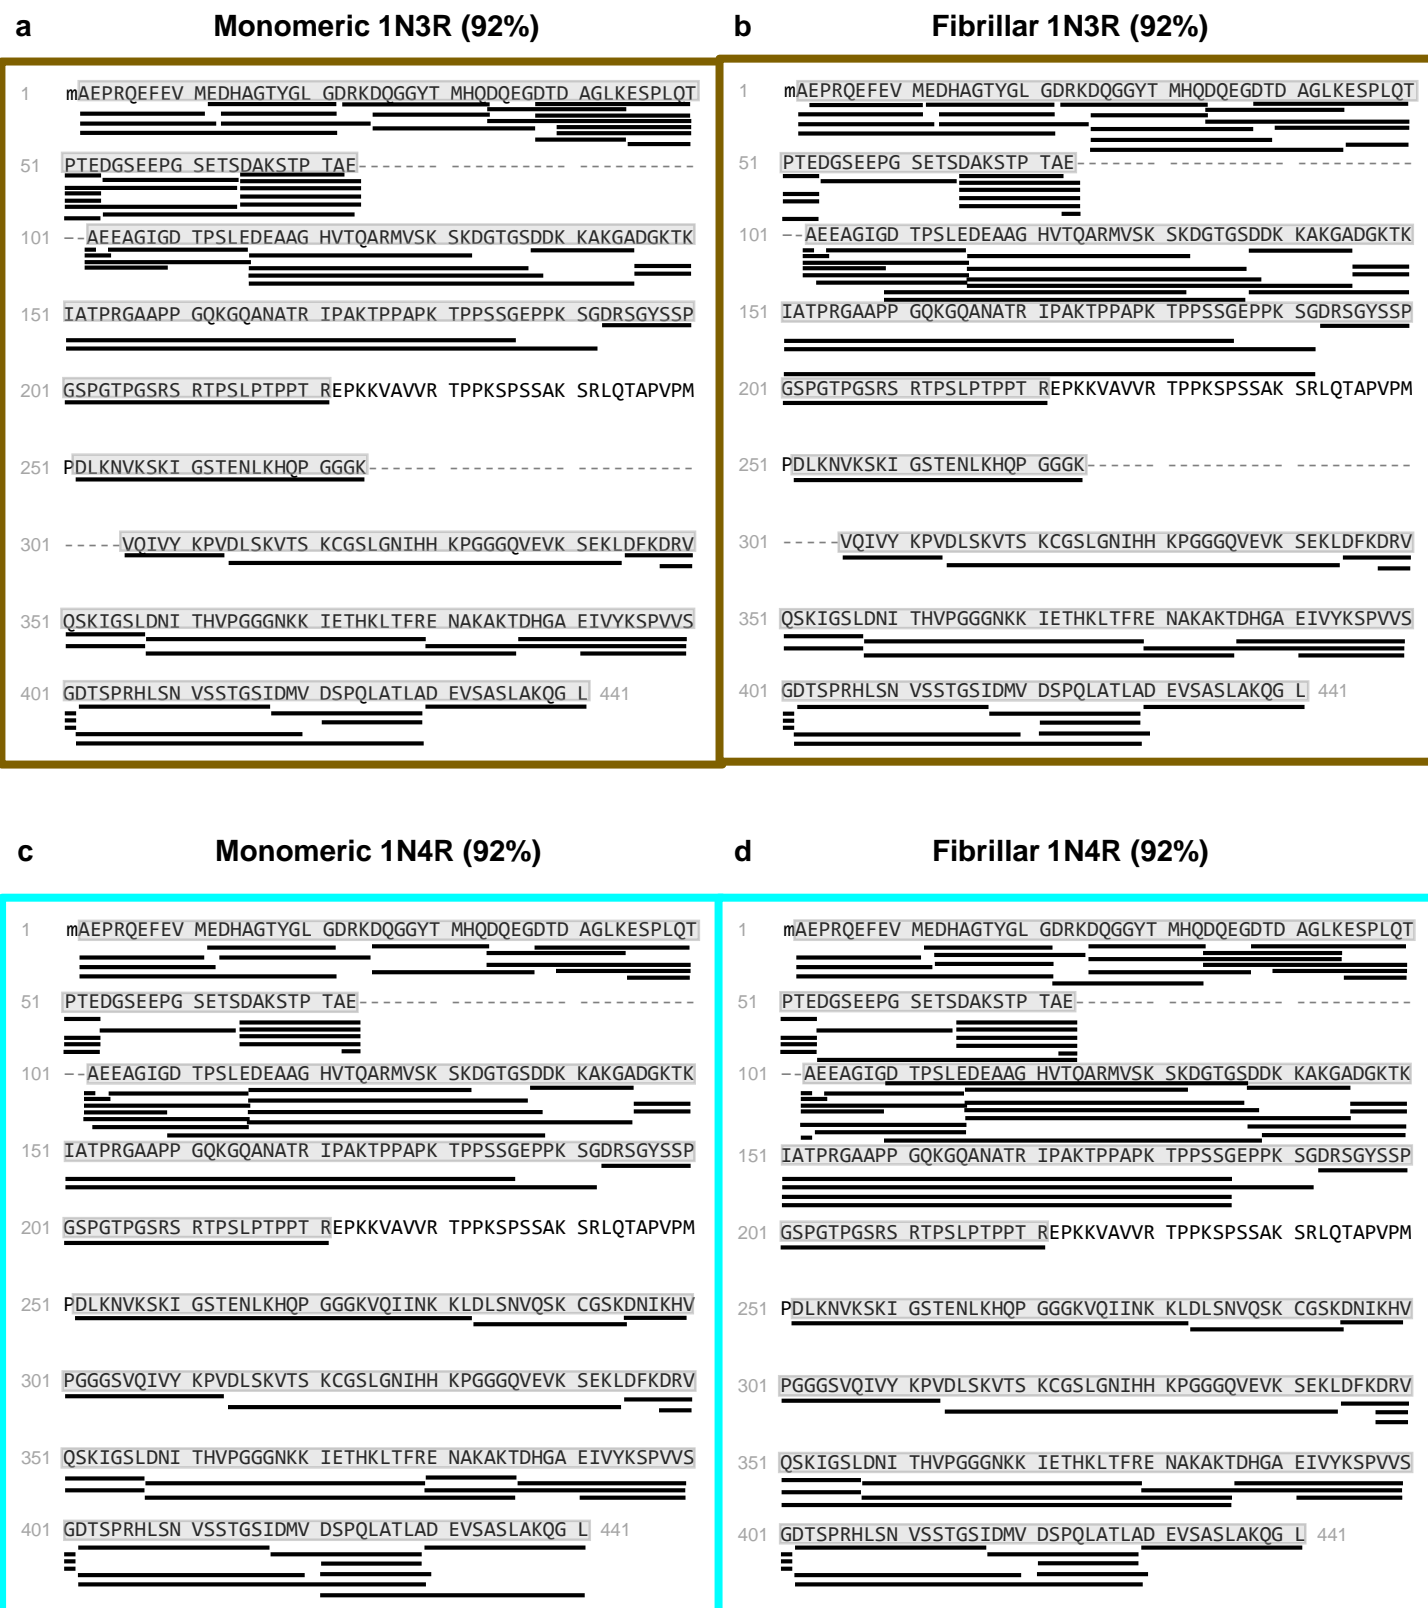 a
Monomeric 1N3R (92%)
1 mAEPRQEFEV MEDHAGTYGL GDRKDQGGYT MHQDQEGDTD AGLKESPLQT
51 PTEDGSEEPG SETSDAKSTP TAE------- ---------- ----------
101 --AEEAGIGD TPSLEDEAAG HVTQARMVSK SKDGTGSDDK KAKGADGKTK
151 IATPRGAAPP GQKGQANATR IPAKTPPAPK TPPSSGEPPK SGDRSGYSSP
201 GSPGTPGSRS RTPSLPTPPT REPKKVAVVR TPPKSPSSAK SRLQTAPVPM
251 PDLKNVKSKI GSTENLKHQP GGGK------ ---------- ----------
301 -----VQIVY KPVDLSKVTS KCGSLGNIHH KPGGGQVEVK SEKLDFKDRV
351 QSKIGSLDNI THVPGGGNKK IETHKLTFRE NAKAKTDHGA EIVYKSPVVS
401 GDTSPRHLSN VSSTGSIDMV DSPQLATLAD EVSASLAKQG L 441
b
Fibrillar 1N3R (92%)
1 mAEPRQEFEV MEDHAGTYGL GDRKDQGGYT MHQDQEGDTD AGLKESPLQT
51 PTEDGSEEPG SETSDAKSTP TAE------- ---------- ----------
101 --AEEAGIGD TPSLEDEAAG HVTQARMVSK SKDGTGSDDK KAKGADGKTK
151 IATPRGAAPP GQKGQANATR IPAKTPPAPK TPPSSGEPPK SGDRSGYSSP
201 GSPGTPGSRS RTPSLPTPPT REPKKVAVVR TPPKSPSSAK SRLQTAPVPM
251 PDLKNVKSKI GSTENLKHQP GGGK------ ---------- ----------
301 -----VQIVY KPVDLSKVTS KCGSLGNIHH KPGGGQVEVK SEKLDFKDRV
351 QSKIGSLDNI THVPGGGNKK IETHKLTFRE NAKAKTDHGA EIVYKSPVVS
401 GDTSPRHLSN VSSTGSIDMV DSPQLATLAD EVSASLAKQG L 441
c
Monomeric 1N4R (92%)
1 mAEPRQEFEV MEDHAGTYGL GDRKDQGGYT MHQDQEGDTD AGLKESPLQT
51 PTEDGSEEPG SETSDAKSTP TAE------- ---------- ----------
101 --AEEAGIGD TPSLEDEAAG HVTQARMVSK SKDGTGSDDK KAKGADGKTK
151 IATPRGAAPP GQKGQANATR IPAKTPPAPK TPPSSGEPPK SGDRSGYSSP
201 GSPGTPGSRS RTPSLPTPPT REPKKVAVVR TPPKSPSSAK SRLQTAPVPM
251 PDLKNVKSKI GSTENLKHQP GGGKVQIINK KLDLSNVQSK CGSKDNIKHV
301 PGGGSVQIVY KPVDLSKVTS KCGSLGNIHH KPGGGQVEVK SEKLDFKDRV
351 QSKIGSLDNI THVPGGGNKK IETHKLTFRE NAKAKTDHGA EIVYKSPVVS
401 GDTSPRHLSN VSSTGSIDMV DSPQLATLAD EVSASLAKQG L 441
d
Fibrillar 1N4R (92%)
1 mAEPRQEFEV MEDHAGTYGL GDRKDQGGYT MHQDQEGDTD AGLKESPLQT
51 PTEDGSEEPG SETSDAKSTP TAE------- ---------- ----------
101 --AEEAGIGD TPSLEDEAAG HVTQARMVSK SKDGTGSDDK KAKGADGKTK
151 IATPRGAAPP GQKGQANATR IPAKTPPAPK TPPSSGEPPK SGDRSGYSSP
201 GSPGTPGSRS RTPSLPTPPT REPKKVAVVR TPPKSPSSAK SRLQTAPVPM
251 PDLKNVKSKI GSTENLKHQP GGGKVQIINK KLDLSNVQSK CGSKDNIKHV
301 PGGGSVQIVY KPVDLSKVTS KCGSLGNIHH KPGGGQVEVK SEKLDFKDRV
351 QSKIGSLDNI THVPGGGNKK IETHKLTFRE NAKAKTDHGA EIVYKSPVVS
401 GDTSPRHLSN VSSTGSIDMV DSPQLATLAD EVSASLAKQG L 441